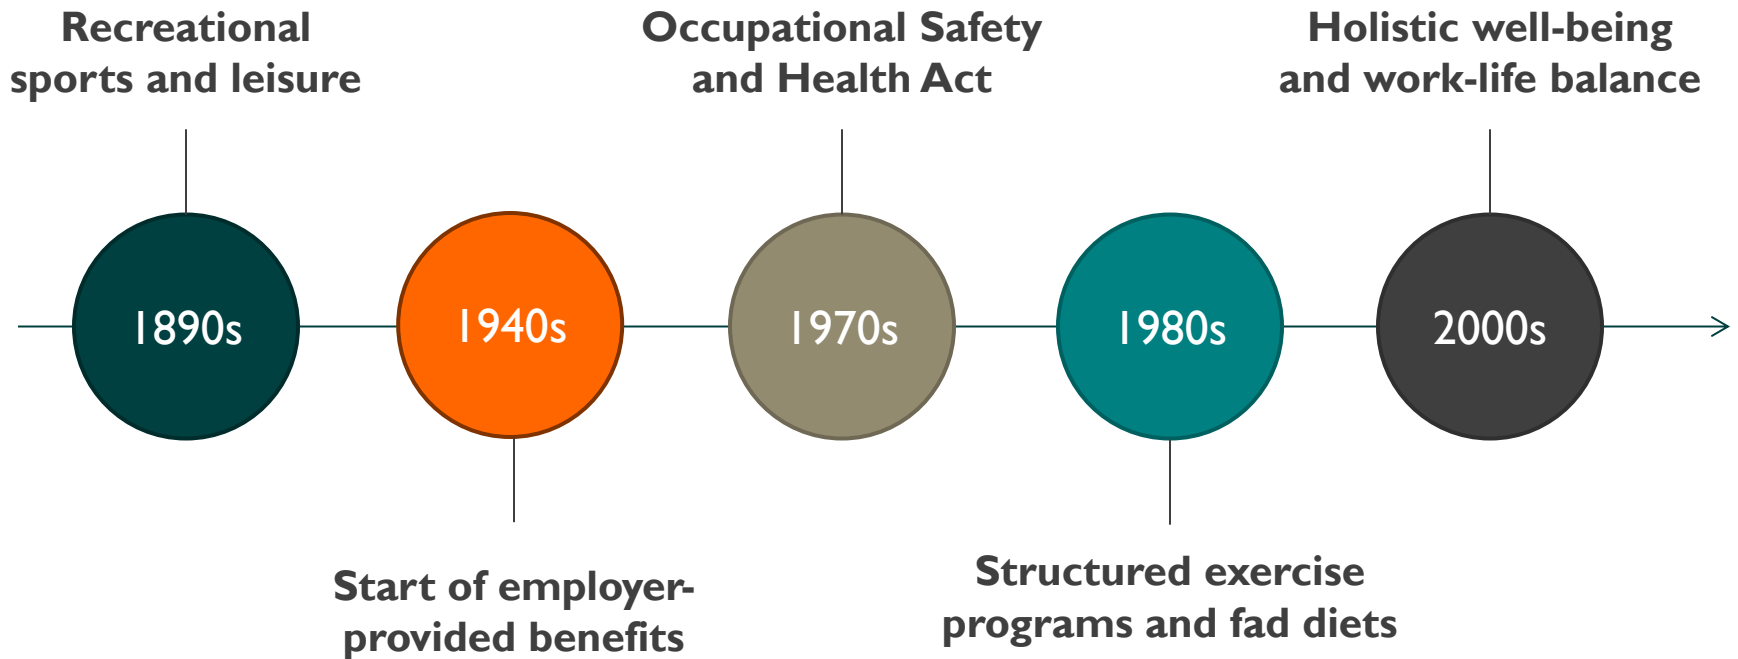 Recreational
sports and leisure
Occupational Safety
and Health Act
Holistic well-being
and work-life balance
1890s
1940s
1970s
1980s
2000s
Start of employer-
provided benefits
Structured exercise
programs and fad diets